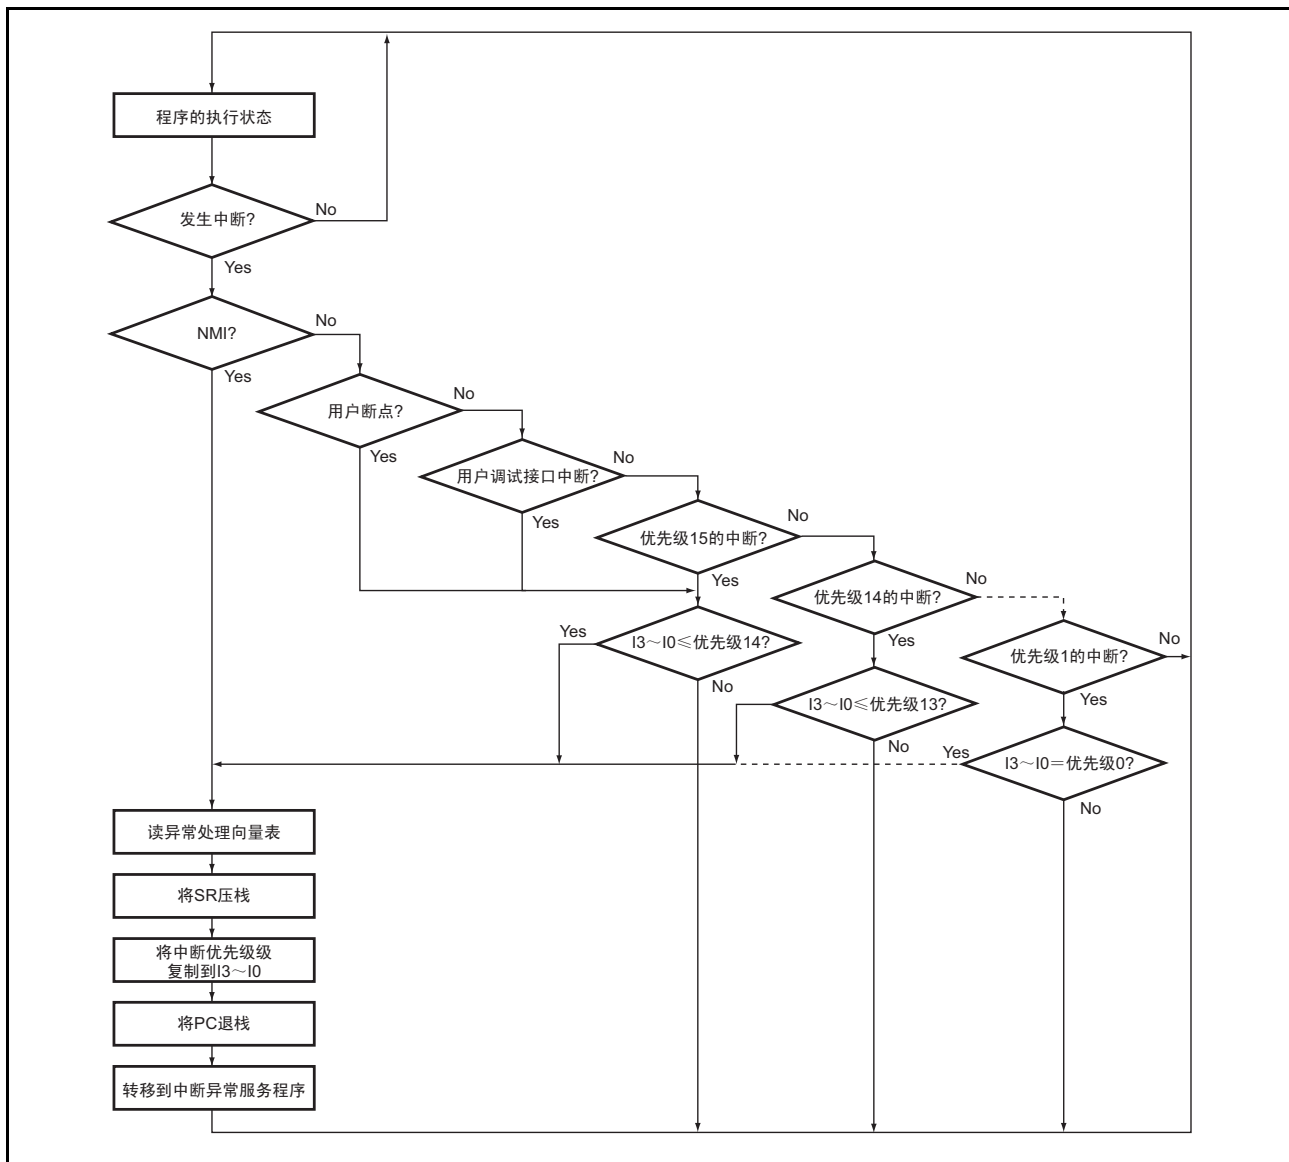 程序的执行状态
发生中断?
No
Yes
NMI?
No
Yes
用户断点?
No
Yes
用户调试接口中断?
No
Yes
优先级15的中断?
No
Yes
优先级14的中断?
No
Yes
I3～I0≤优先级14?
Yes
No
优先级1的中断?
No
Yes
I3～I0≤优先级13?
No
I3～I0＝优先级0?
Yes
No
读异常处理向量表
将SR压栈
将中断优先级级
复制到I3～I0
将PC退栈
转移到中断异常服务程序